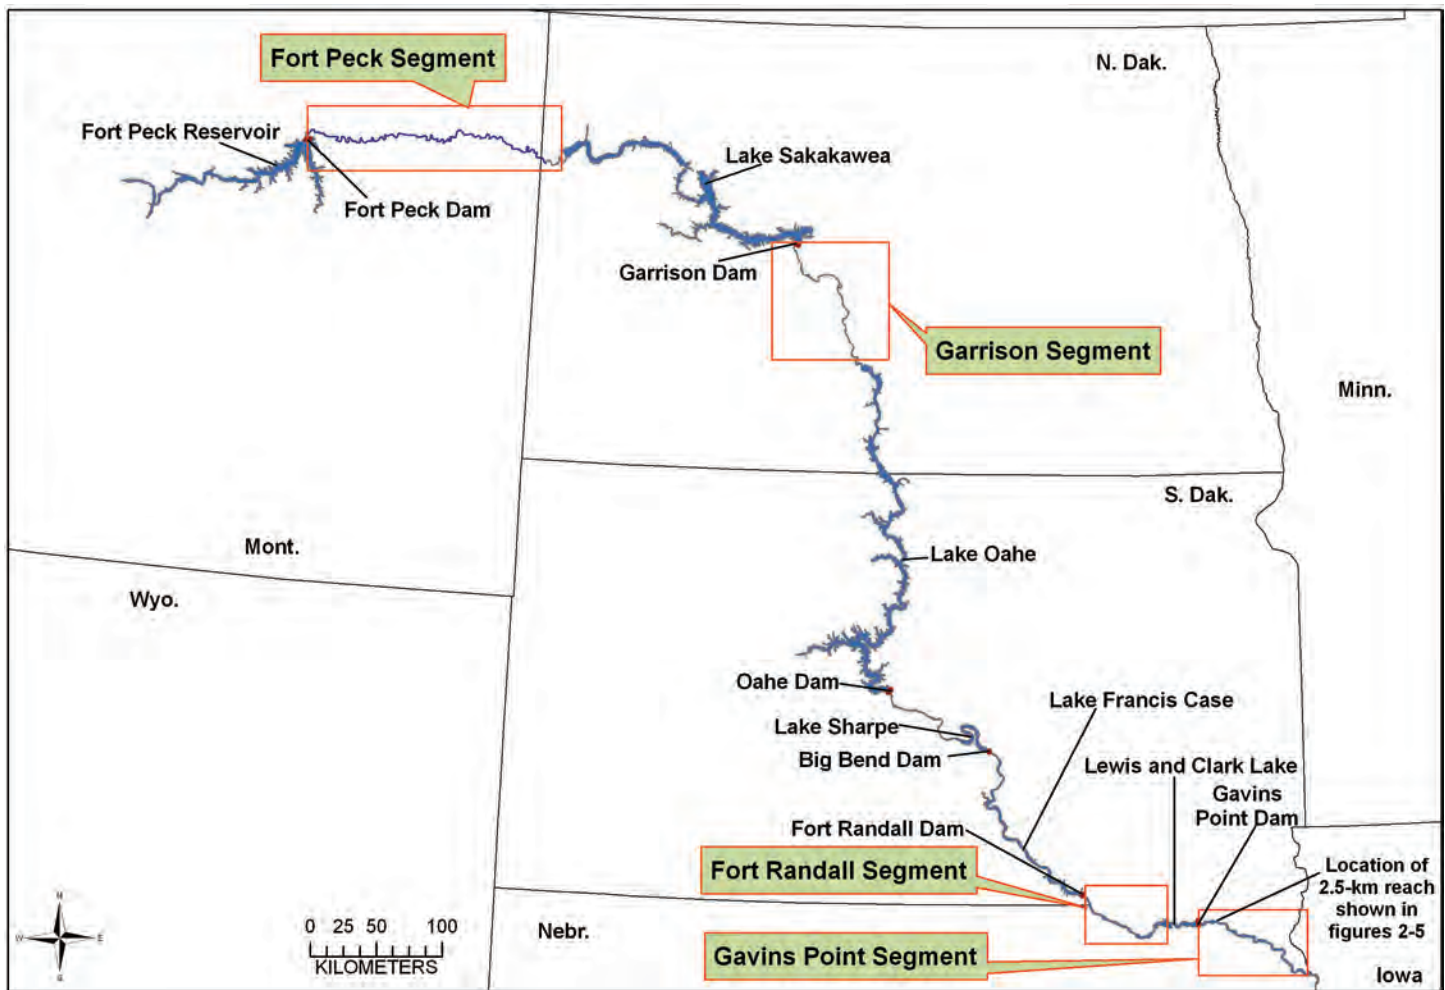 N. Dak.
Fort Peck Segment
Fort Peck Reservoir
Lake Sakakawea
Fort Peck Dam
Garrison Dam
Garrison Segment
Minn.
S. Dak.
Mont.
Lake Oahe
Wyo.
Oahe Dam
Lake Francis Case
Lake Sharpe
Big Bend Dam
Lewis and Clark Lake
Gavins
Point Dam
Fort Randall Dam
Fort Randall Segment
Location of
2.5-km reach
shown in
figures 2-5
N
W E
S
0 25 50 100
KILOMETERS
Nebr.
Gavins Point Segment
Iowa